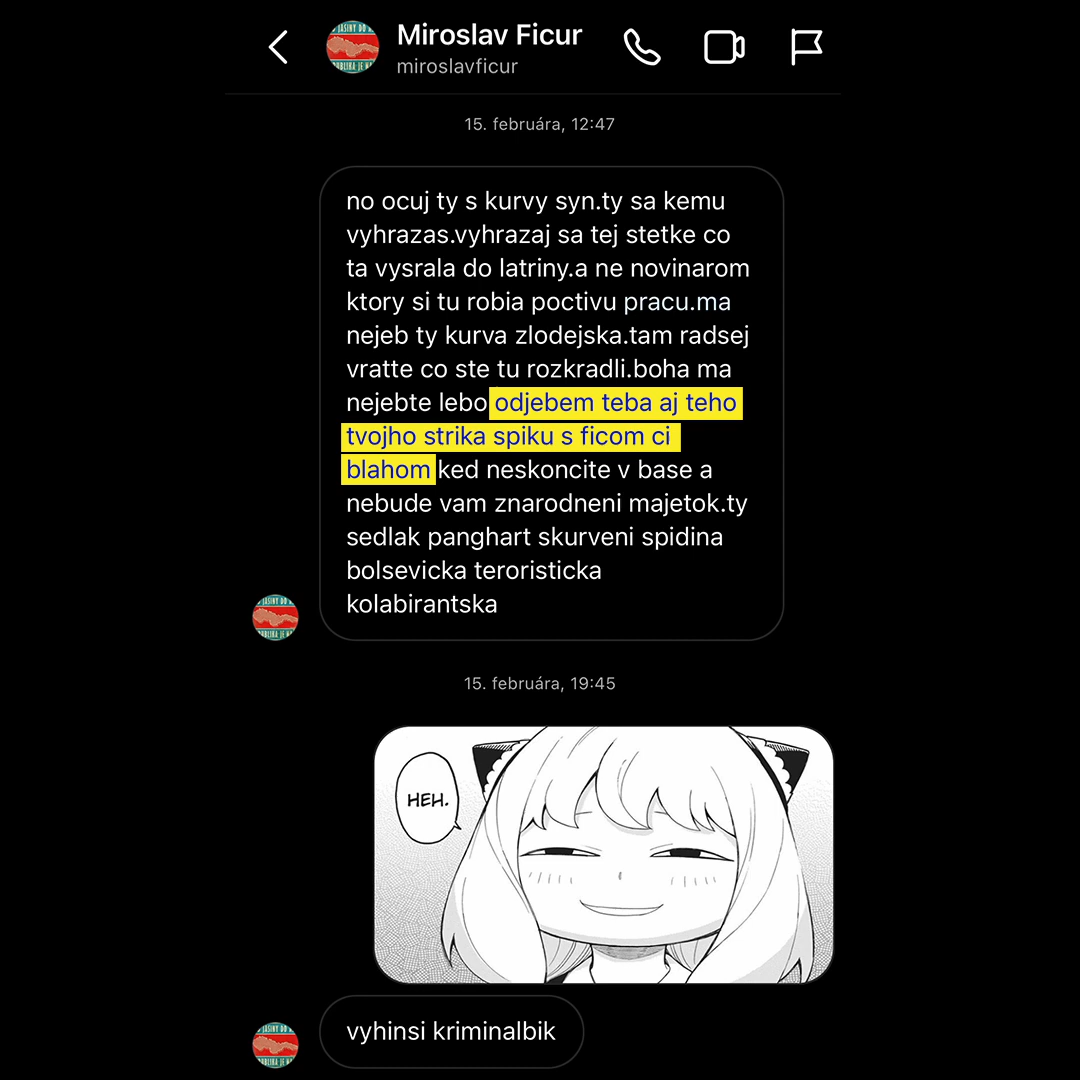 Miroslav Ficur
miroslavficur
15. februára, 12:47
no ocuj ty s kurvy syn.ty sa kemu
vyhrazas.vyhrazaj sa tej stetke co
ta vysrala do latriny.a ne novinarom
ktory si tu robia poctivu pracu.ma
nejeb ty kurva zlodejska.tam radsej
vratte co ste tu rozkradli.boha ma
nejebte lebo odjebem teba aj teho
tvojho strika spiku s ficom ci
blahom ked neskoncite v base a
nebude vam znarodneni majetok.ty
sedlak panghart skurveni spidina
bolsevicka teroristicka
kolabirantska
15. februára, 19:45
HEH.
vyhinsi kriminalbik